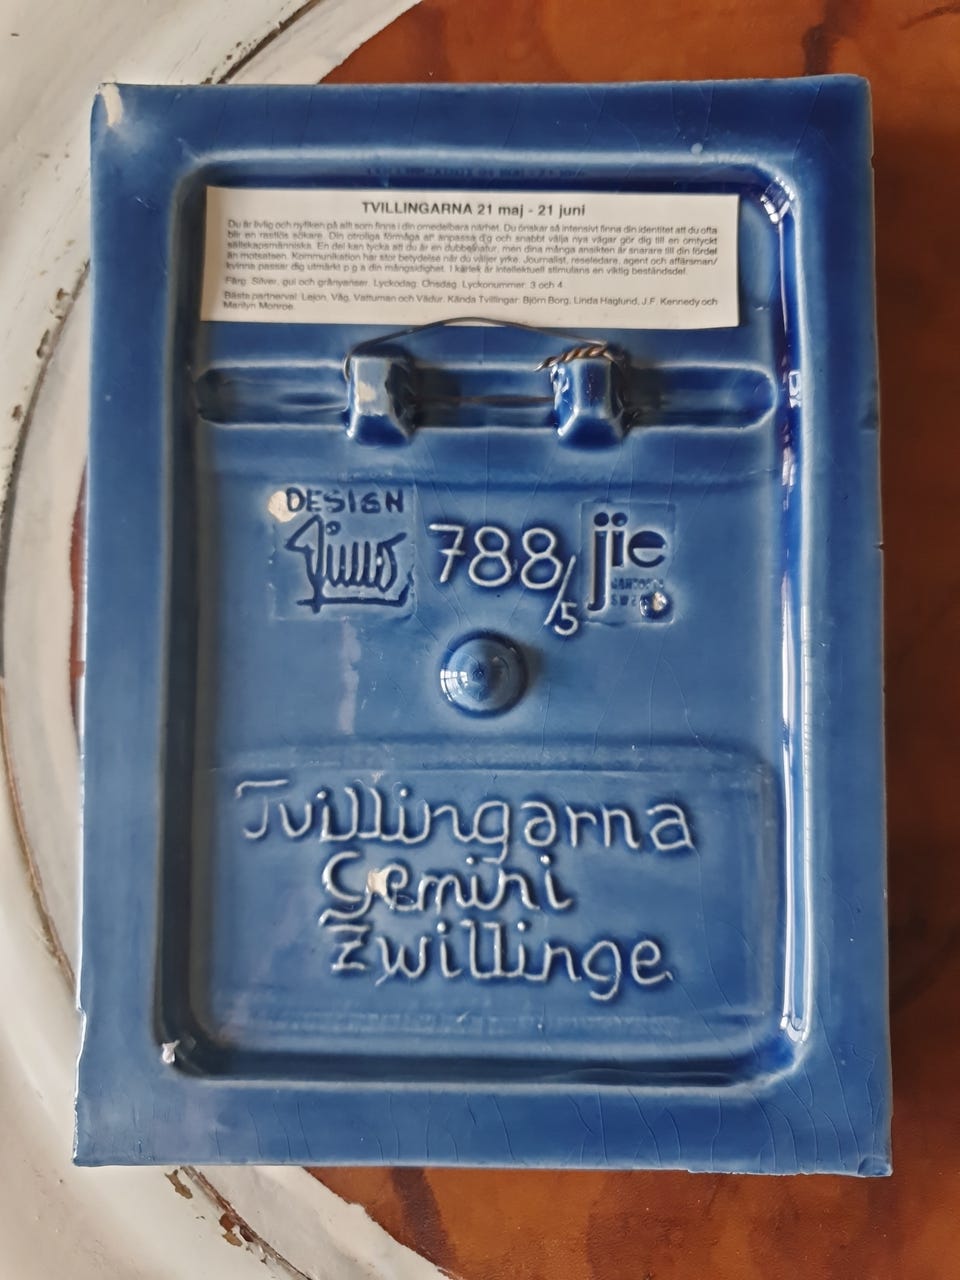 TVILLINGARNA 21 maj - 21 juni
Du är livlig och nyfiken på allt som finns i din omedelbara närhet. Du önskar så intensivt finna din identitet att du ofta
blir en rastlös sökare. Din otroliga förmåga att anpassa dig och snabbt välja nya vägar gör dig till en omtyckt
sällskapsmänniska. En del kan tycka att du är en dubbelnatur, men dina många ansikten är snarare till din fördel
än motsatsen. Kommunikation har stor betydelse när du väljer yrke. Journalist, reseledare, agent och affärsman/
kvinna passar dig utmärkt p g a din mångsidighet. I kärlek är intellektuell stimulans en viktig beståndsdel.
Färg: Silver, gul och grå nyanser. Lyckodag: Onsdag. Lyckonummer: 3 och 4.
Bästa partnerval: Lejon, Våg, Vattuman och Vädur. Kända Tvillingar: Björn Borg, Linda Haglund, J.F. Kennedy och
Marilyn Monroe.
DESIGN
788/5
jie
Tvillingarna
Gemini
Zwillinge